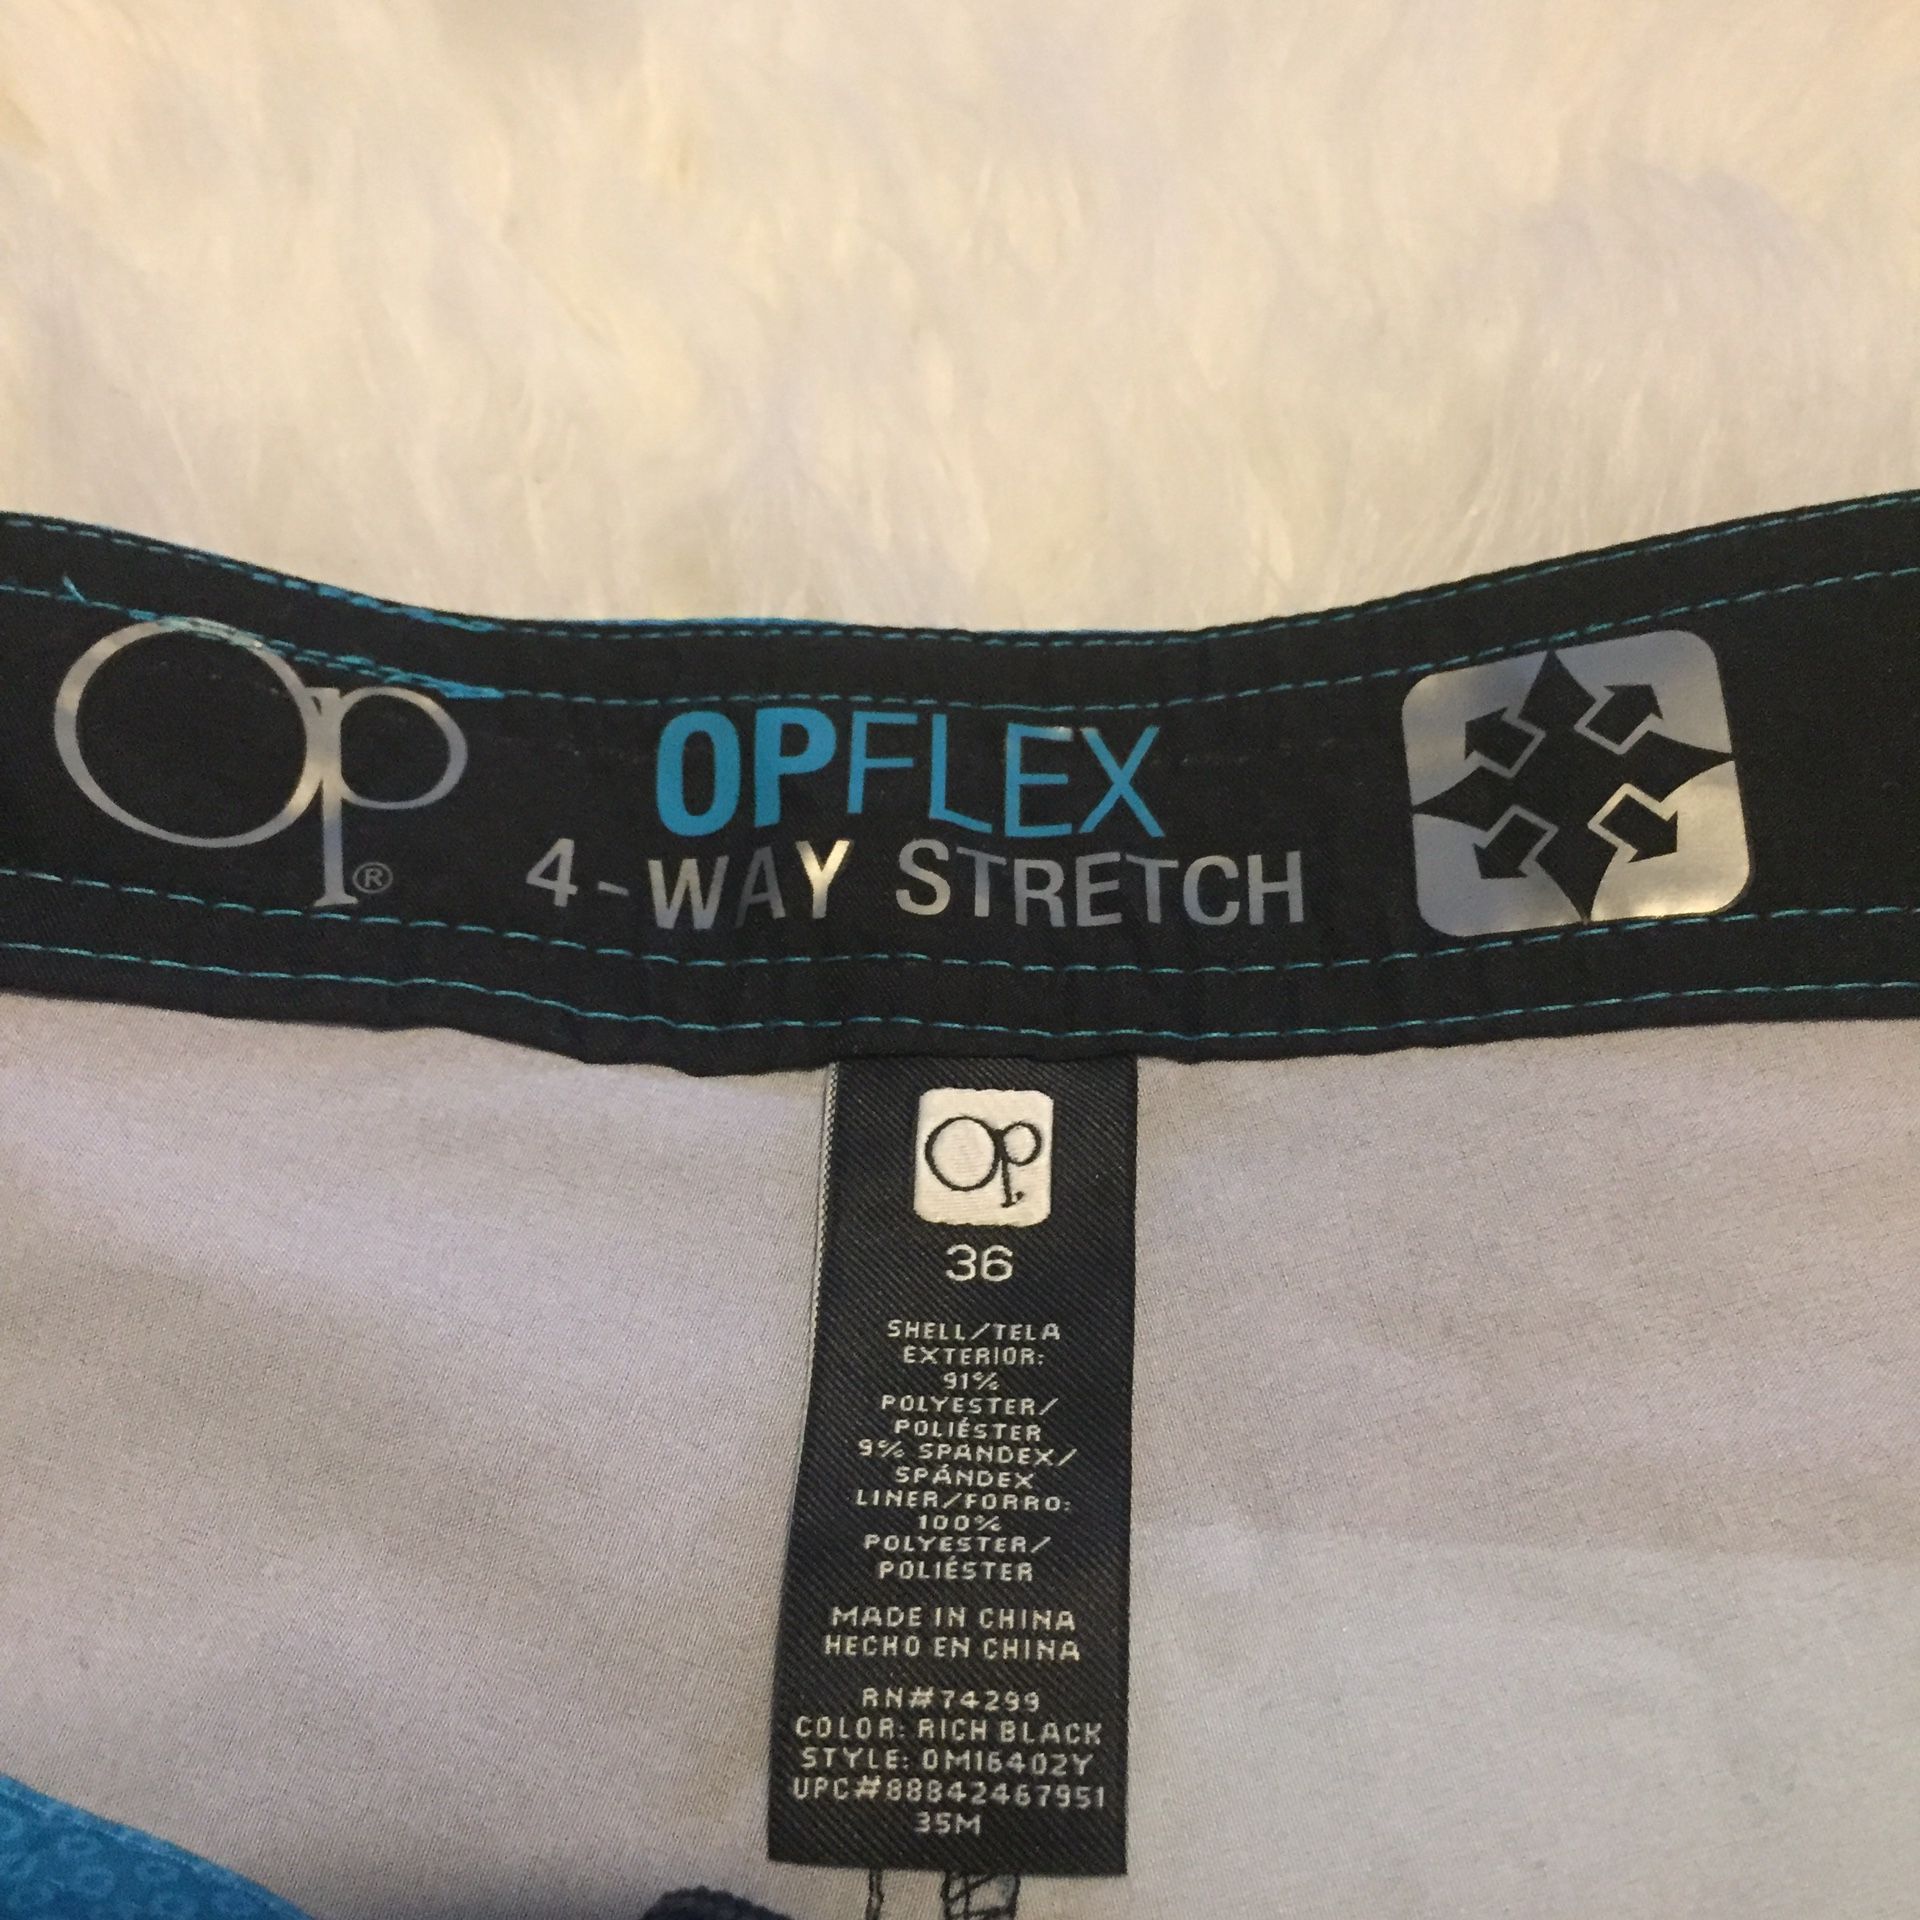 Op®
OPFLEX
4-WAY STRETCH
Op
36
SHELL/TELA
EXTERIOR:
91%
POLYESTER/
POLIÉSTER
9% SPANDEX/
SPÁNDEX
LINER/FORRO:
100%
POLYESTER/
POLIÉSTER
MADE IN CHINA
HECHO EN CHINA
RN#74299
COLOR: RICH BLACK
STYLE: OM16402Y
UPC#88842467951
35M